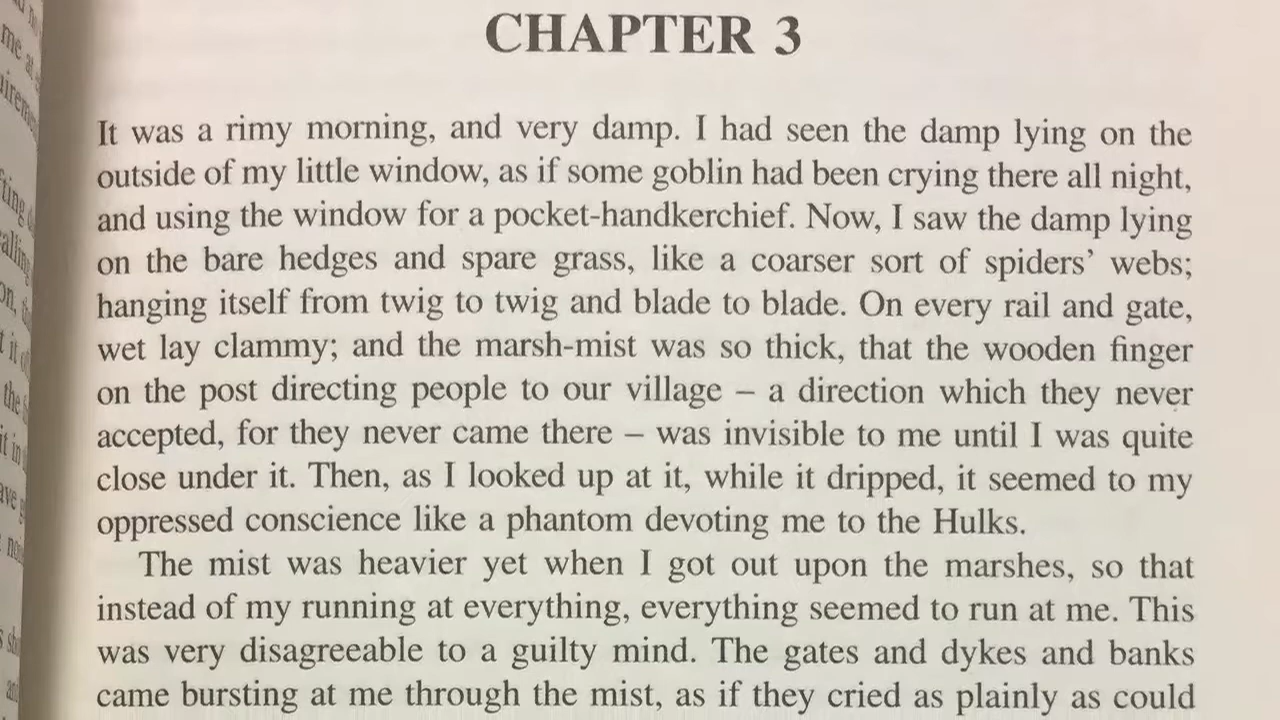 CHAPTER 3
It was a rimy morning, and very damp. I had seen the damp lying on the
outside of my little window, as if some goblin had been crying there all night,
and using the window for a pocket-handkerchief. Now, I saw the damp lying
on the bare hedges and spare grass, like a coarser sort of spiders’ webs;
hanging itself from twig to twig and blade to blade. On every rail and gate,
wet lay clammy; and the marsh-mist was so thick, that the wooden finger
on the post directing people to our village – a direction which they never
accepted, for they never came there – was invisible to me until I was quite
close under it. Then, as I looked up at it, while it dripped, it seemed to my
oppressed conscience like a phantom devoting me to the Hulks.
The mist was heavier yet when I got out upon the marshes, so that
instead of my running at everything, everything seemed to run at me. This
was very disagreeable to a guilty mind. The gates and dykes and banks
came bursting at me through the mist, as if they cried as plainly as could